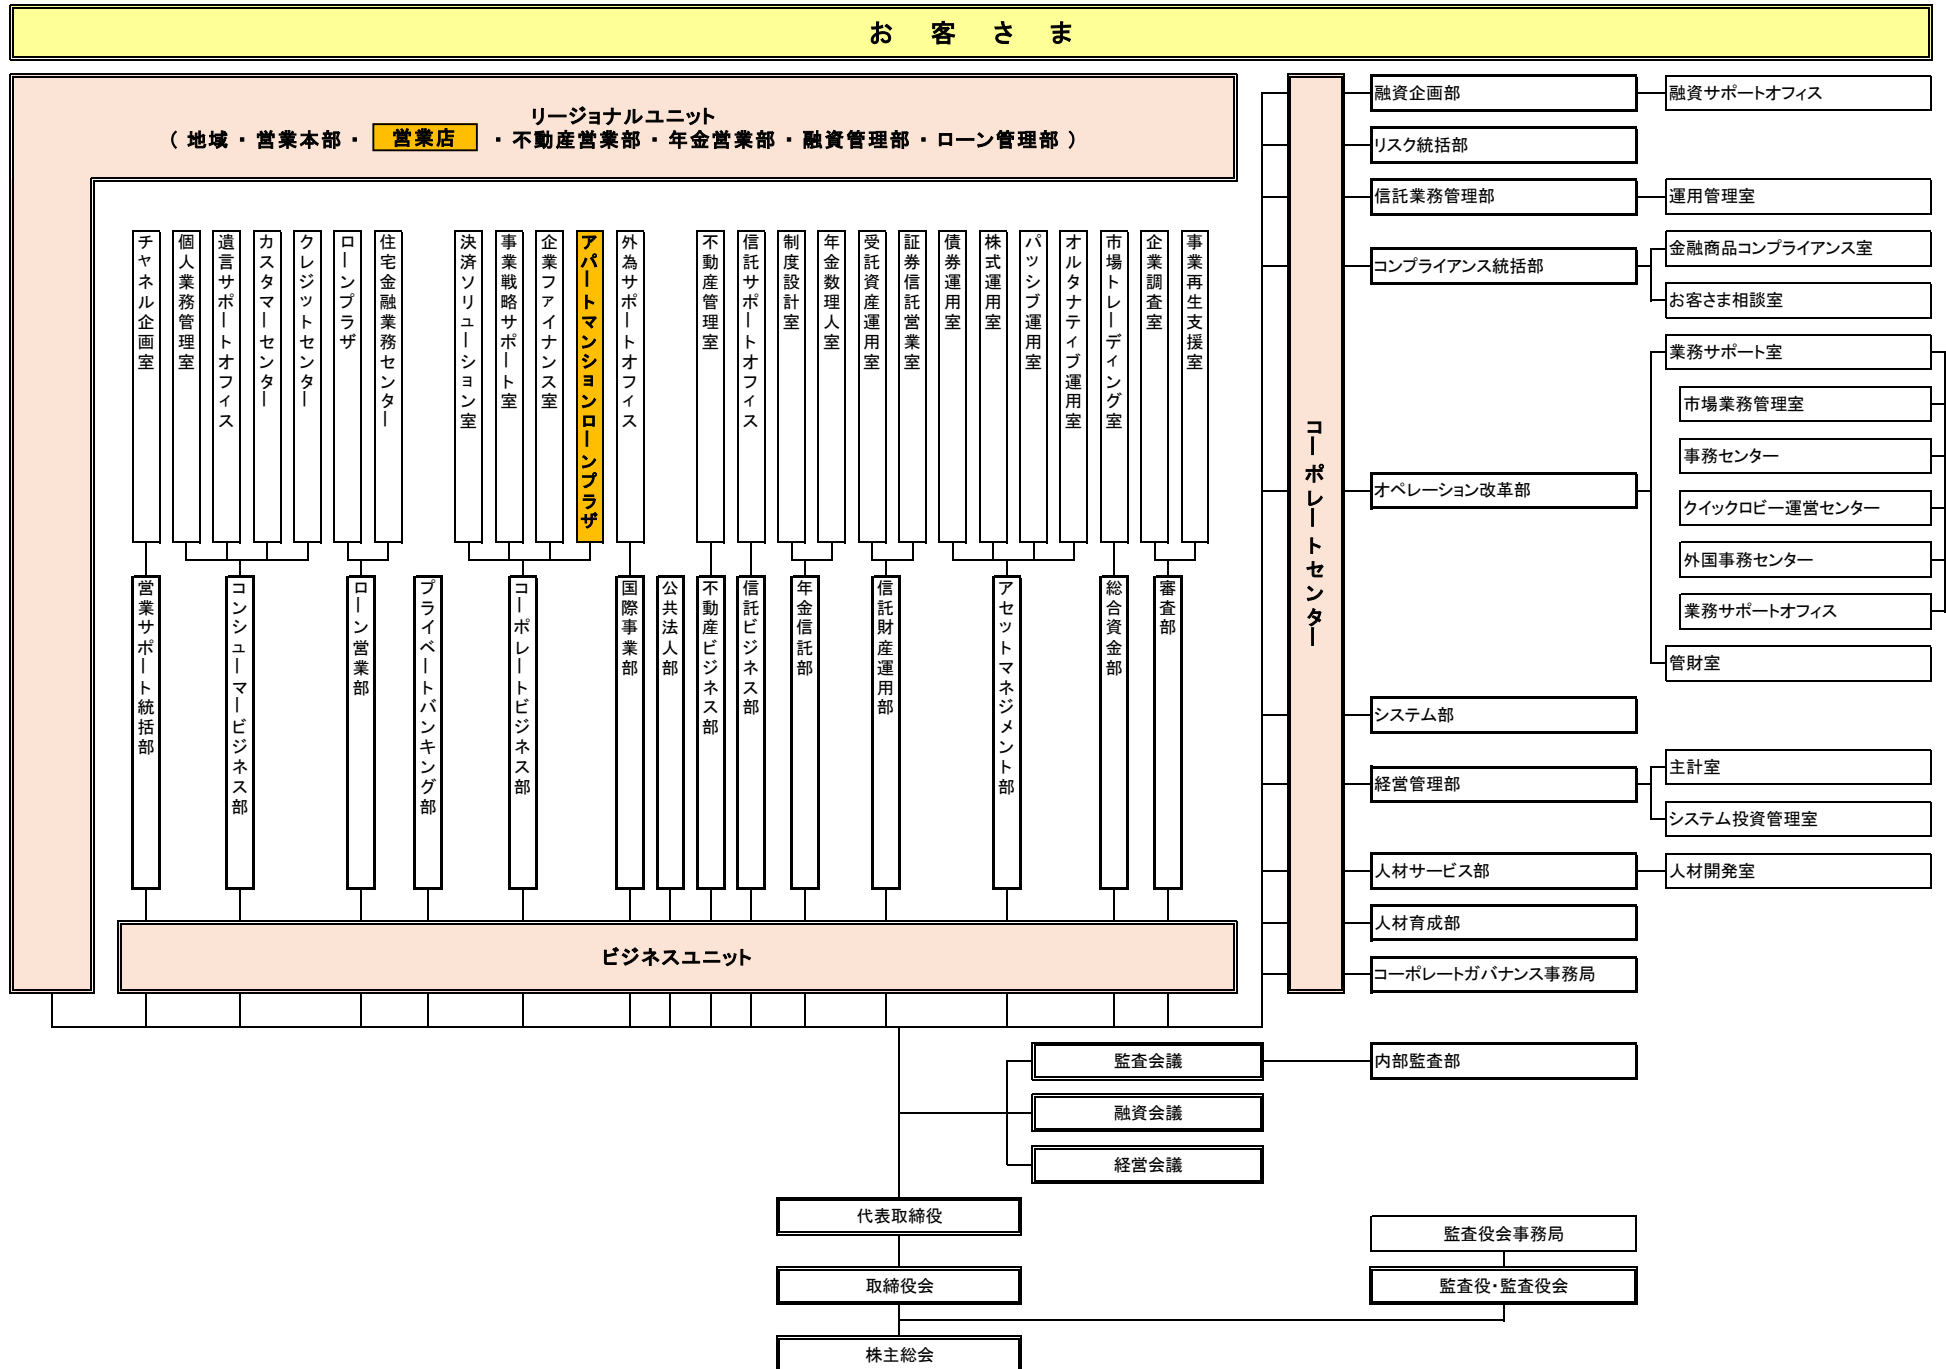 お客さま
リージョナルユニット
（ 地域 ・ 営業本部 ・ 営業店 ・ 不動産営業部 ・ 年金営業部 ・ 融資管理部 ・ ローン管理部 ）
チャネル企画室
個人業務管理室
遺言サポートオフィス
カスタマーセンター
クレジットセンター
ローンプラザ
住宅金融業務センター
決済ソリューション室
事業戦略サポート室
企業ファイナンス室
アパートマンションローンプラザ
外為サポートオフィス
不動産管理室
信託サポートオフィス
制度設計室
年金数理人室
受託資産運用室
証券信託営業室
債券運用室
株式運用室
パッシブ運用室
オルタナティブ運用室
市場トレーディング室
企業調査室
事業再生支援室
営業サポート統括部
コンシューマービジネス部
ローン営業部
プライベートバンキング部
コーポレートビジネス部
国際事業部
公共法人部
不動産ビジネス部
信託ビジネス部
年金信託部
信託財産運用部
アセットマネジメント部
総合資金部
審査部
ビジネスユニット
コーポレートセンター
融資企画部
融資サポートオフィス
リスク統括部
信託業務管理部
運用管理室
コンプライアンス統括部
金融商品コンプライアンス室
お客さま相談室
オペレーション改革部
業務サポート室
市場業務管理室
事務センター
クイックロビー運営センター
外国事務センター
業務サポートオフィス
管財室
システム部
経営管理部
主計室
システム投資管理室
人材サービス部
人材開発室
人材育成部
コーポレートガバナンス事務局
監査会議
内部監査部
融資会議
経営会議
代表取締役
監査役会事務局
取締役会
監査役・監査役会
株主総会